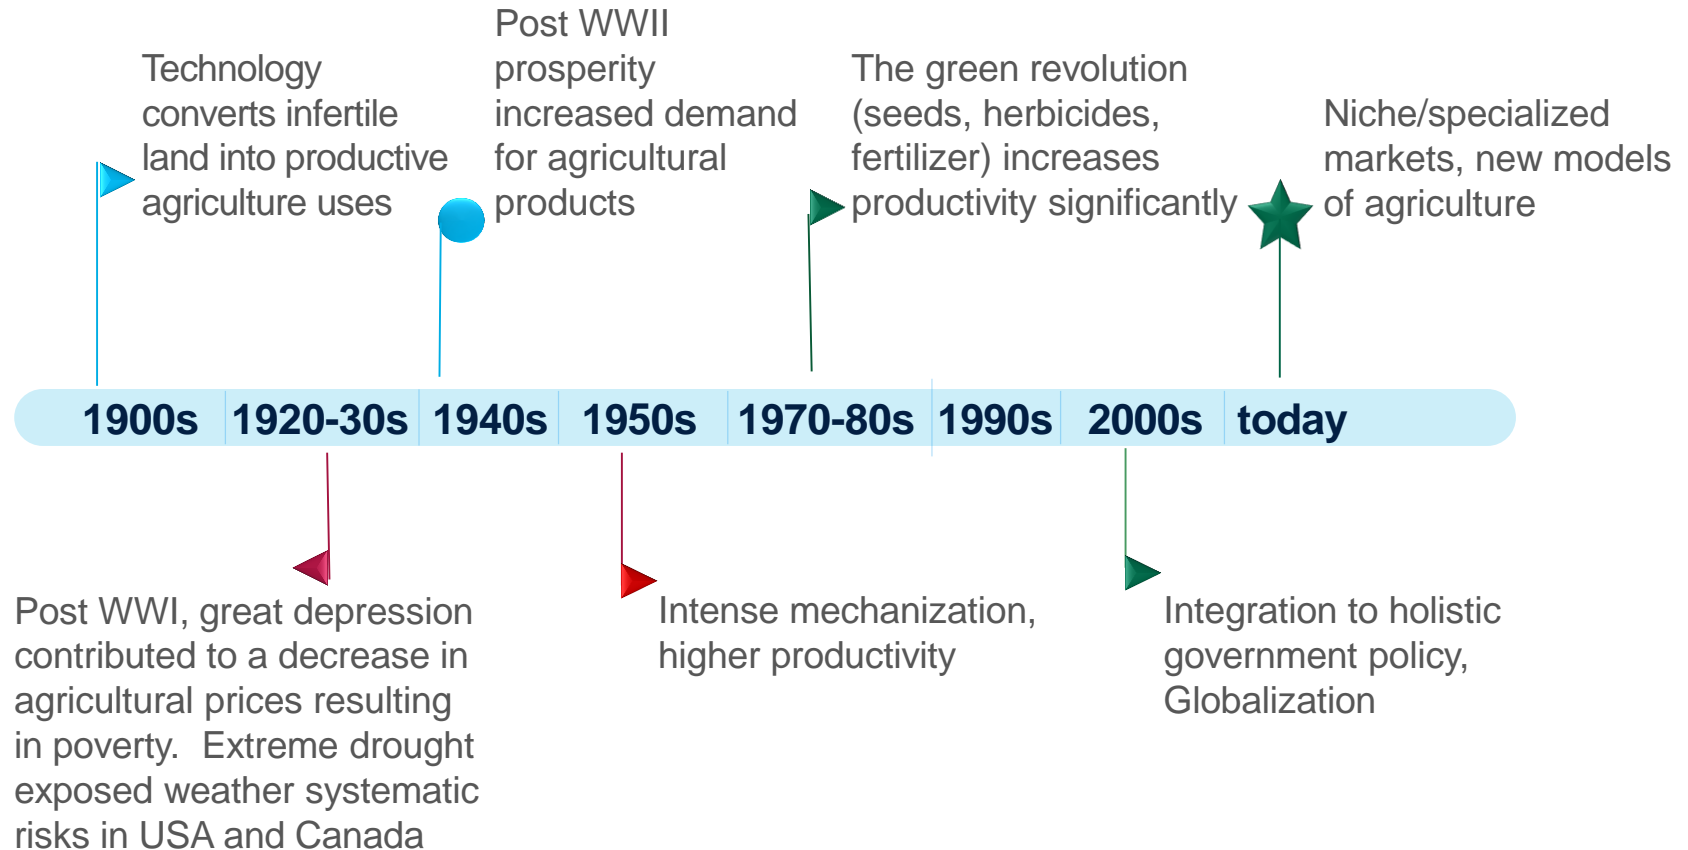 Technology
converts infertile
land into productive
agriculture uses
Post WWII
prosperity
increased demand
for agricultural
products
The green revolution
(seeds, herbicides,
fertilizer) increases
productivity significantly
Niche/specialized
markets, new models
of agriculture
1900s 1920-30s 1940s 1950s 1970-80s 1990s 2000s today
Post WWI, great depression
contributed to a decrease in
agricultural prices resulting
in poverty.  Extreme drought
exposed weather systematic
risks in USA and Canada
Intense mechanization,
higher productivity
Integration to holistic
government policy,
Globalization